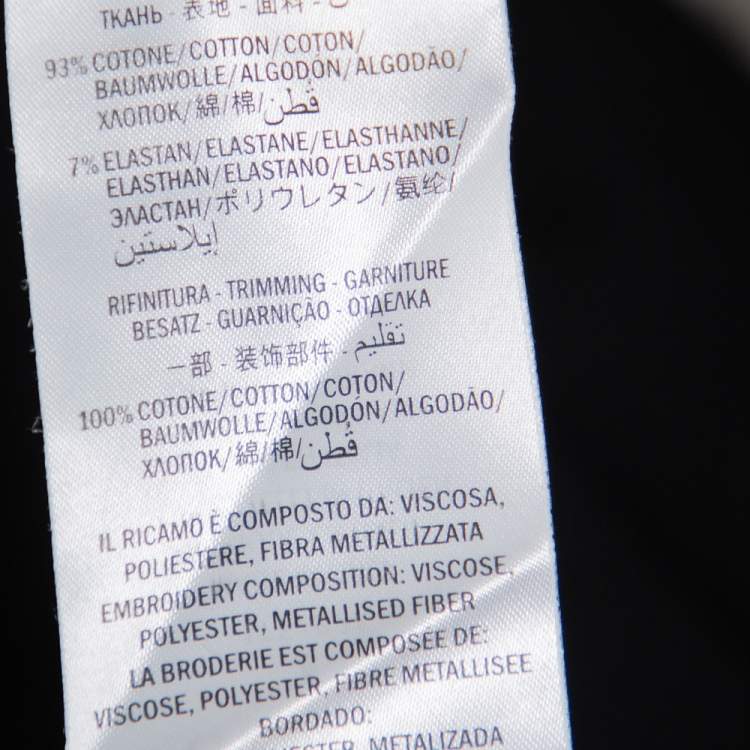 ТКАНЬ - 表地 - 面料 -
93% COTONE/COTTON/COTON/
BAUMWOLLE/ALGODÓN/ALGODÃO/
ХЛОПОК/綿/棉/قُطن
7% ELASTAN/ELASTANE/ELASTHANNE/
ELASTHAN/ELASTANO/ELASTANO/
ЭЛАСТАН/ポリウレタン/氨纶/
إيلاستين
RIFINITURA - TRIMMING - GARNITURE
BESATZ - GUARNIÇÃO - ОТДЕЛКА
一部 - 装饰部件 - تقليم
100% COTONE/COTTON/COTON/
BAUMWOLLE/ALGODÓN/ALGODÃO/
ХЛОПОК/綿/棉/قُطن
IL RICAMO È COMPOSTO DA: VISCOSA,
POLIESTERE, FIBRA METALLIZZATA
EMBROIDERY COMPOSITION: VISCOSE,
POLYESTER, METALLISED FIBER
LA BRODERIE EST COMPOSÉE DE:
VISCOSE, POLYESTER, FIBRE METALLISEE
BORDADO:
METALIZADA